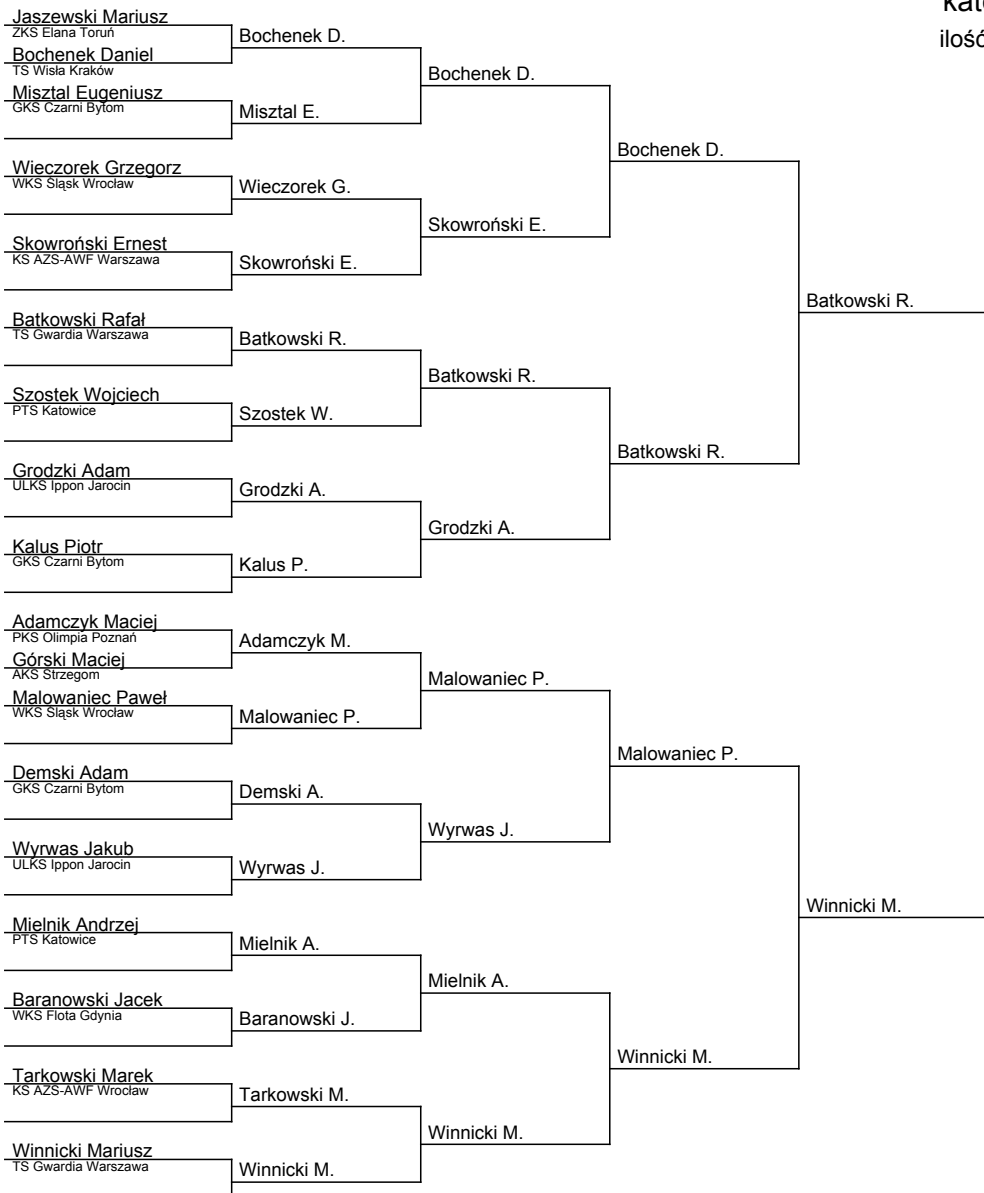 kat
ilość
Jaszewski Mariusz
ZKS Elana Toruń
Bochenek Daniel
TS Wisła Kraków
Misztal Eugeniusz
GKS Czarni Bytom
Wieczorek Grzegorz
WKS Śląsk Wrocław
Skowroński Ernest
KS AZS-AWF Warszawa
Batkowski Rafał
TS Gwardia Warszawa
Szostek Wojciech
PTS Katowice
Grodzki Adam
ULKS Ippon Jarocin
Kalus Piotr
GKS Czarni Bytom
Adamczyk Maciej
PKS Olimpia Poznań
Górski Maciej
AKS Strzegom
Malowaniec Paweł
WKS Śląsk Wrocław
Demski Adam
GKS Czarni Bytom
Wyrwas Jakub
ULKS Ippon Jarocin
Mielnik Andrzej
PTS Katowice
Baranowski Jacek
WKS Flota Gdynia
Tarkowski Marek
KS AZS-AWF Wrocław
Winnicki Mariusz
TS Gwardia Warszawa
Bochenek D.
Misztal E.
Wieczorek G.
Skowroński E.
Batkowski R.
Szostek W.
Grodzki A.
Kalus P.
Adamczyk M.
Malowaniec P.
Demski A.
Wyrwas J.
Mielnik A.
Baranowski J.
Tarkowski M.
Winnicki M.
Bochenek D.
Skowroński E.
Batkowski R.
Grodzki A.
Malowaniec P.
Wyrwas J.
Mielnik A.
Winnicki M.
Bochenek D.
Batkowski R.
Malowaniec P.
Winnicki M.
Batkowski R.
Winnicki M.